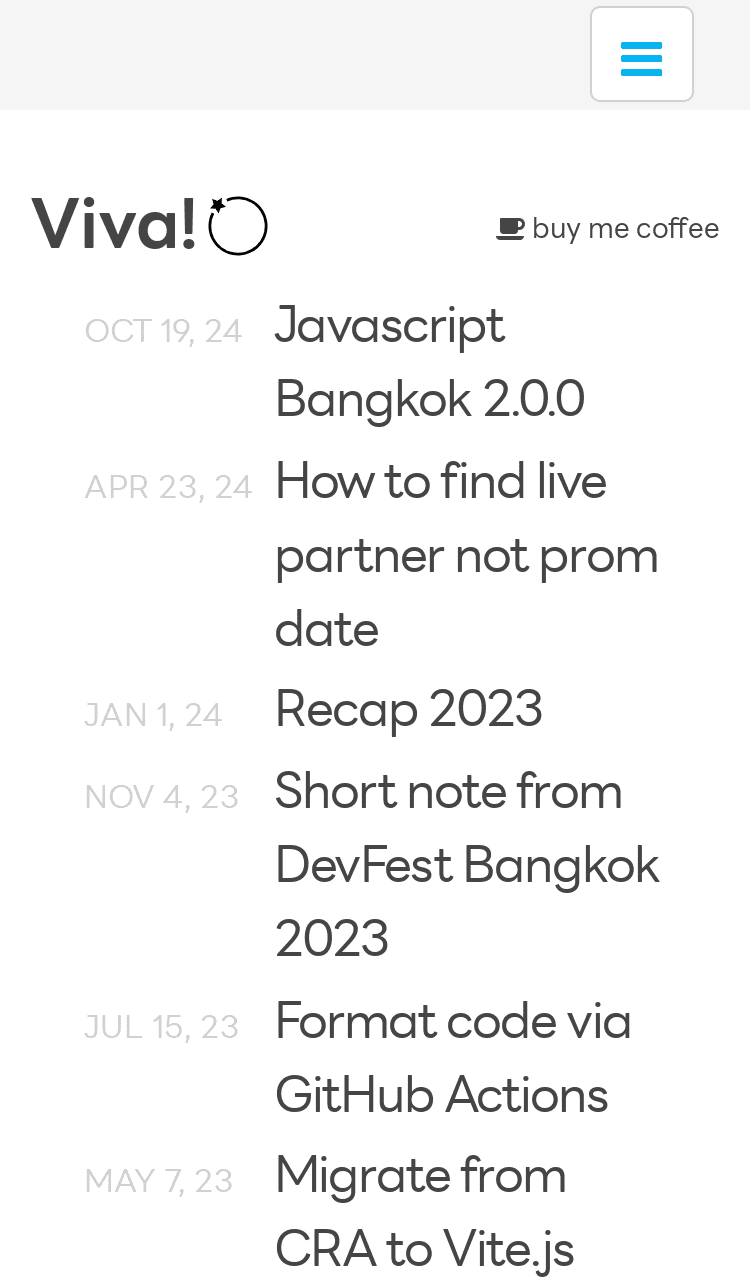 Viva!
buy me coffee
OCT 19, 24 Javascript
Bangkok 2.0.0
APR 23, 24 How to find live
partner not prom
date
JAN 1, 24 Recap 2023
NOV 4, 23 Short note from
DevFest Bangkok
2023
JUL 15, 23 Format code via
GitHub Actions
MAY 7, 23 Migrate from
CRA to Vite.js